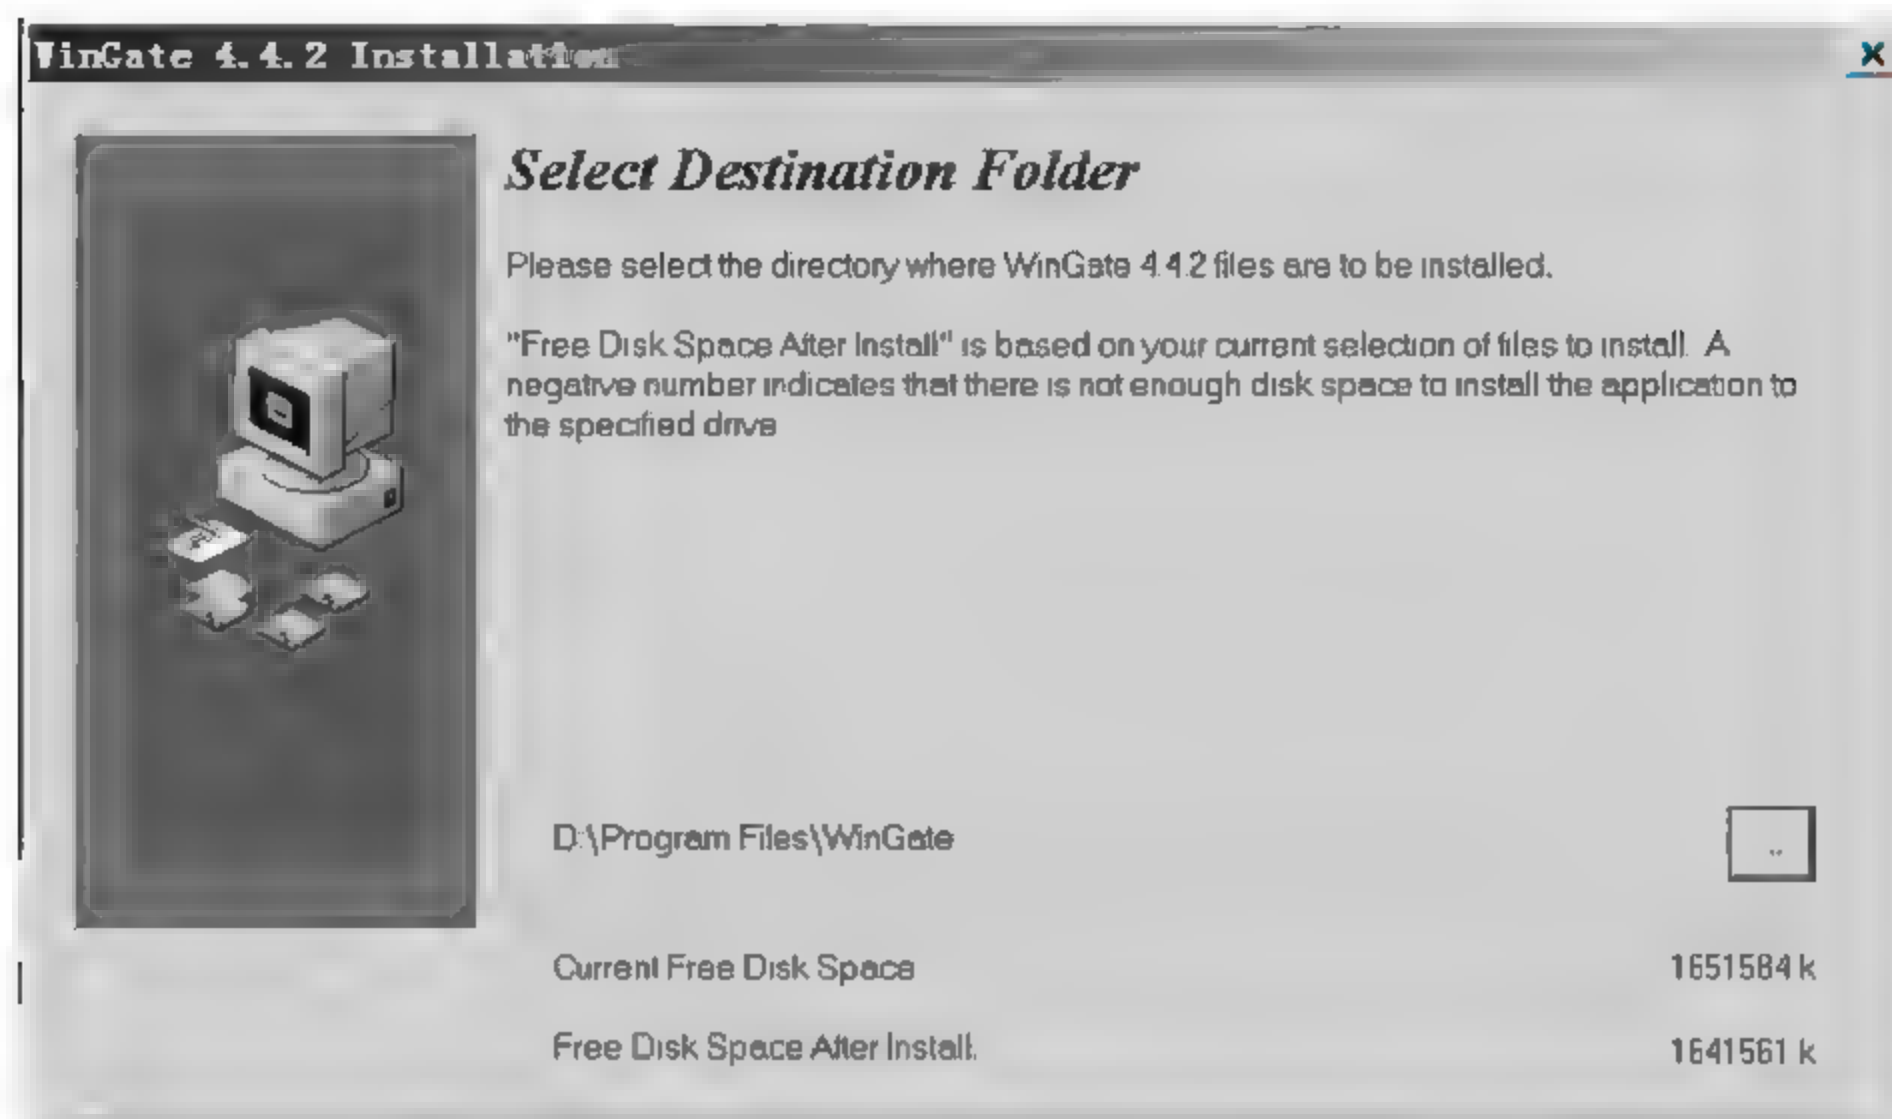 WinGate 4.4.2 Installation
Select Destination Folder
Please select the directory where WinGate 4.4.2 files are to be installed.
"Free Disk Space After Install" is based on your current selection of files to install. A
negative number indicates that there is not enough disk space to install the application to
the specified drive
D:\Program Files\WinGate
..
Current Free Disk Space
1651584 k
Free Disk Space After Install:
1641561 k